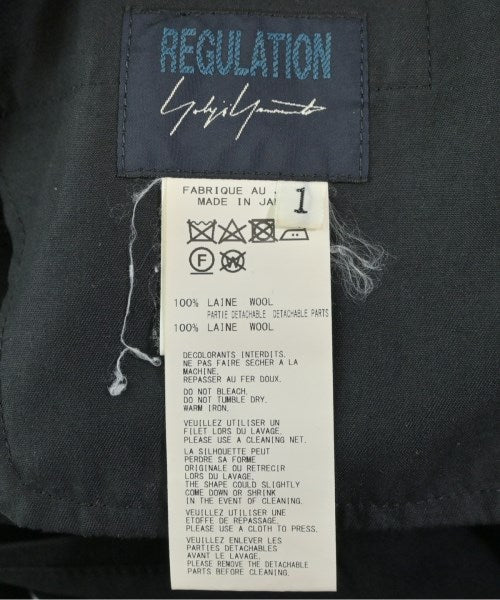 REGULATION
Yohji Yamamoto
FABRIQUE AU
MADE IN
1
F
W
100% LAINE WOOL
PARTIE DETACHABLE DETACHABLE PARTS
100% LAINE WOOL
DECOLORANTS INTERDITS.
NE PAS FAIRE SECHER A LA
MACHINE.
REPASSER AU FER DOUX.
DO NOT BLEACH.
DO NOT TUMBLE DRY.
WARM IRON.
VEUILLEZ UTILISER UN
FILET LORS DU LAVAGE.
PLEASE USE A CLEANING NET.
LA SILHOUETTE PEUT
PERDRE SA FORME
ORIGINALE OU RETRECIR
LORS DU LAVAGE.
THE SHAPE COULD SLIGHTLY
COME DOWN OR SHRINK
IN THE EVENT OF CLEANING.
VEUILLEZ UTILISER UNE
ETOFFE DE REPASSAGE.
PLEASE USE A CLOTH TO PRESS.
VEUILLEZ ENLEVER LES
PARTIES DETACHABLES
AVANT LE LAVAGE.
PLEASE REMOVE THE DETACHABLE
PARTS BEFORE CLEANING.